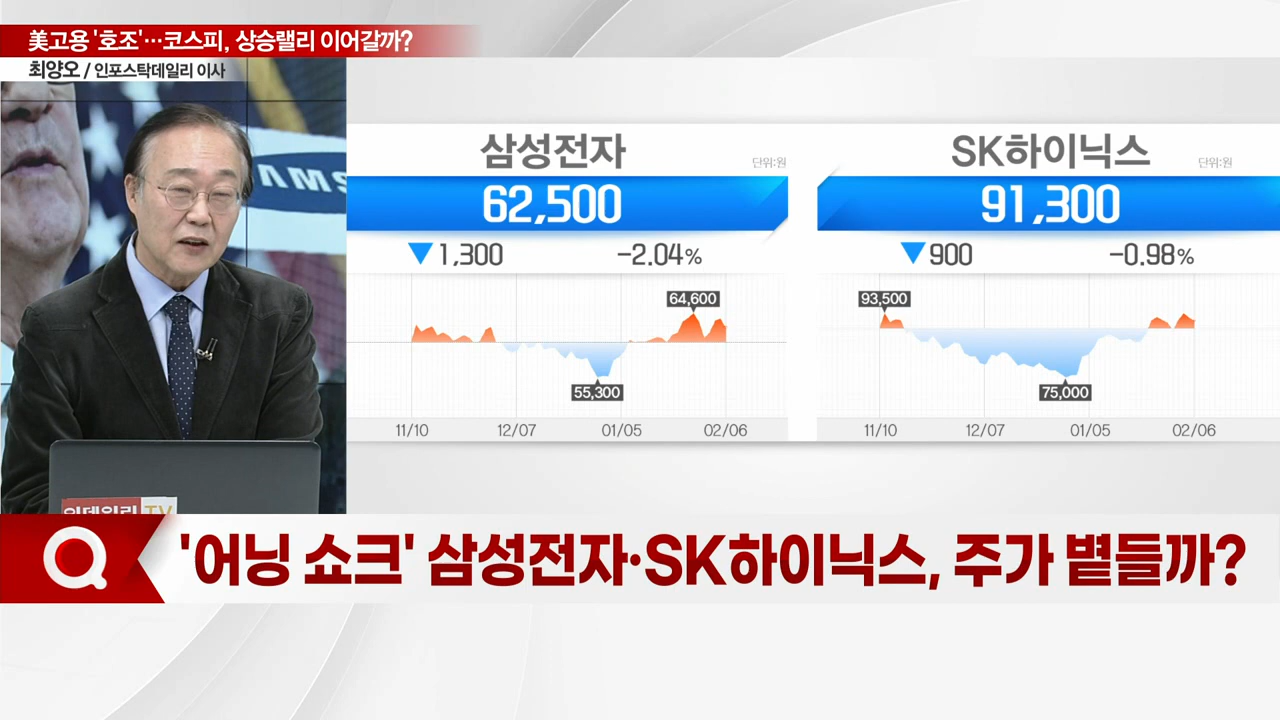 美고용 '호조'…코스피, 상승랠리 이어갈까?
최양오 / 인포스탁데일리 이사
삼성전자
단위:원
62,500
▼1,300 -2.04%
64,600
55,300
11/10 12/07 01/05 02/06
SK하이닉스
단위:원
91,300
▼900 -0.98%
93,500
75,000
11/10 12/07 01/05 02/06
이데일리 TV
'어닝 쇼크' 삼성전자·SK하이닉스, 주가 볕들까?